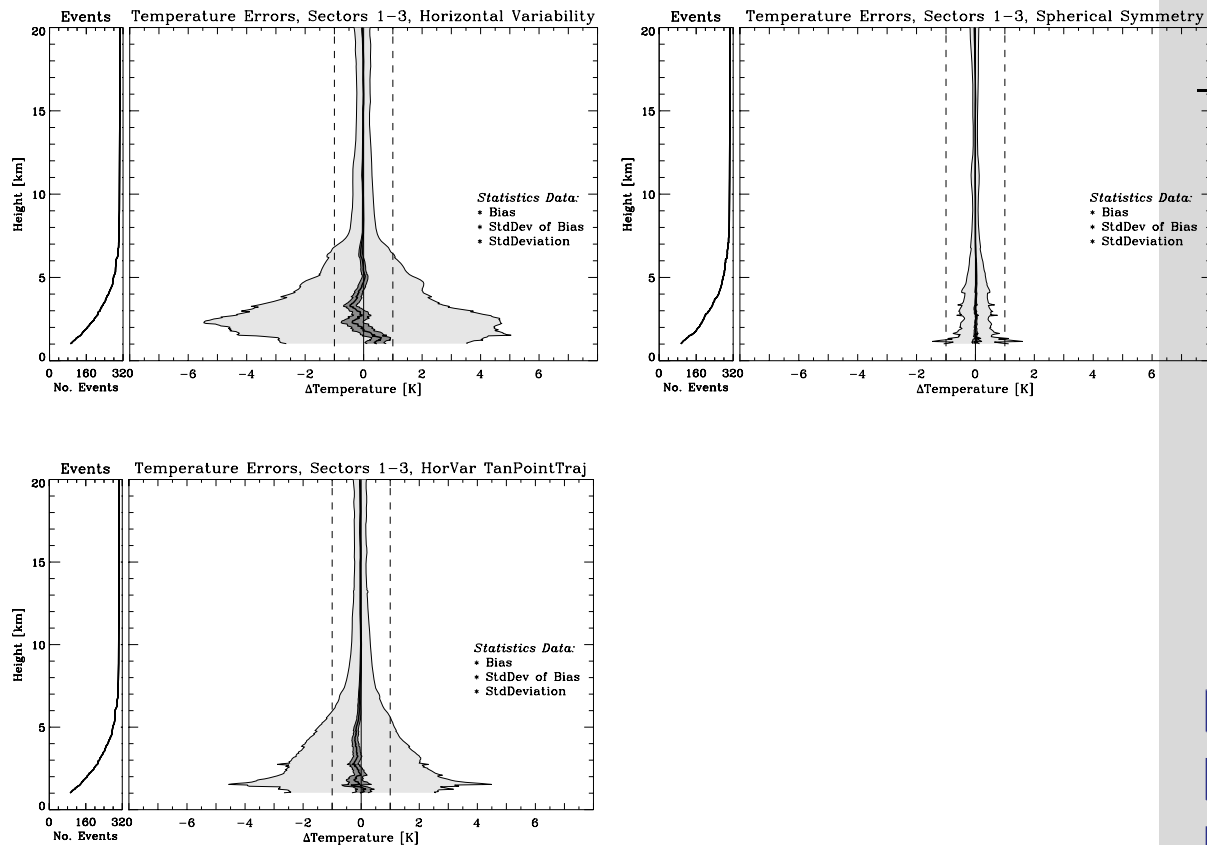 Events Temperature Errors, Sectors 1-3, Horizontal Variability
20
15
10
5
0
Height [km]
Statistics Data:
* Bias
* StdDev of Bias
* StdDeviation
0 160 320 -6 -4 -2 0 2 4 6
No. Events ΔTemperature [K]
Events Temperature Errors, Sectors 1-3, Spherical Symmetry
20
15
10
5
0
Height [km]
Statistics Data:
* Bias
* StdDev of Bias
* StdDeviation
0 160 320 -6 -4 -2 0 2 4 6
No. Events ΔTemperature [K]
Events Temperature Errors, Sectors 1-3, HorVar TanPointTraj
20
15
10
5
0
Height [km]
Statistics Data:
* Bias
* StdDev of Bias
* StdDeviation
0 160 320 -6 -4 -2 0 2 4 6
No. Events ΔTemperature [K]